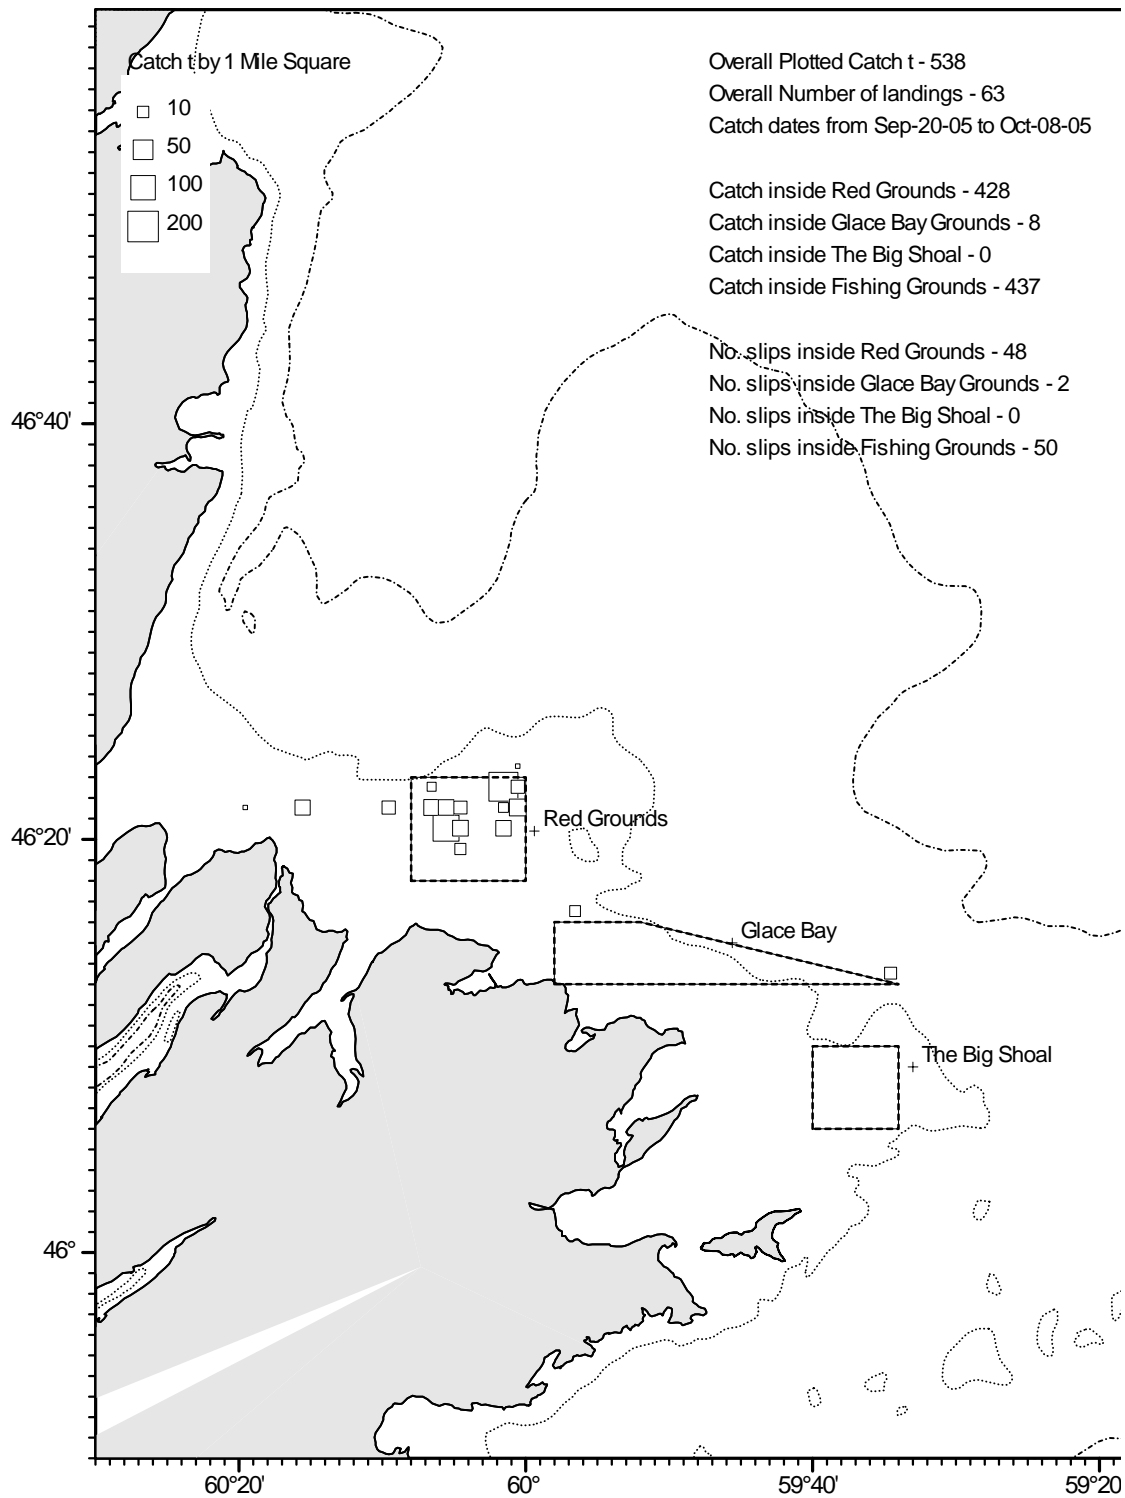 Catch t by 1 Mile Square
10
50
100
200
Overall Plotted Catch t - 538
Overall Number of landings - 63
Catch dates from Sep-20-05 to Oct-08-05
Catch inside Red Grounds - 428
Catch inside Glace Bay Grounds - 8
Catch inside The Big Shoal - 0
Catch inside Fishing Grounds - 437
No. slips inside Red Grounds - 48
No. slips inside Glace Bay Grounds - 2
No. slips inside The Big Shoal - 0
No. slips inside Fishing Grounds - 50
46°40'
46°20'
46°
Red Grounds
Glace Bay
The Big Shoal
60°20'
60°
59°40'
59°20'